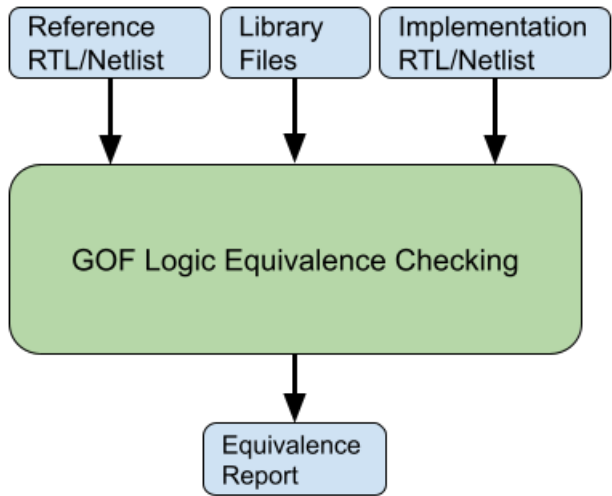 Reference
RTL/Netlist
Library
Files
Implementation
RTL/Netlist
GOF Logic Equivalence Checking
Equivalence
Report